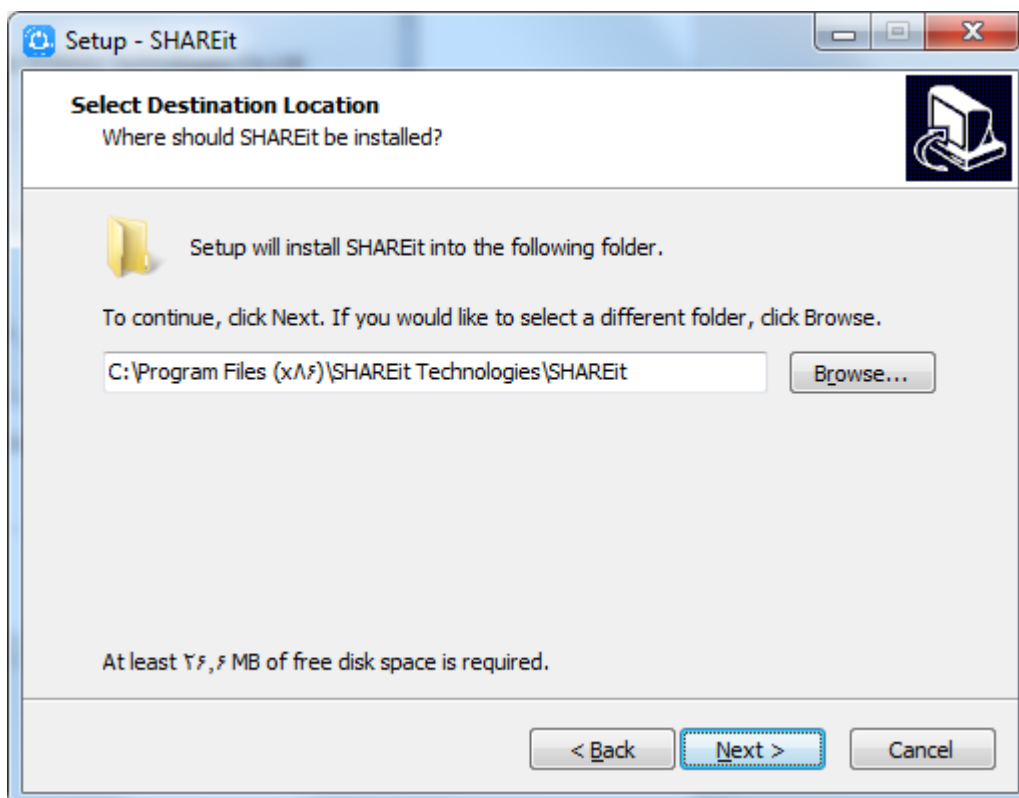 Setup - SHAREit
Select Destination Location
Where should SHAREit be installed?
Setup will install SHAREit into the following folder.
To continue, click Next. If you would like to select a different folder, click Browse.
C:\Program Files (x۸۶)\SHAREit Technologies\SHAREit
Browse...
At least ۲۶,۶ MB of free disk space is required.
< Back
Next >
Cancel